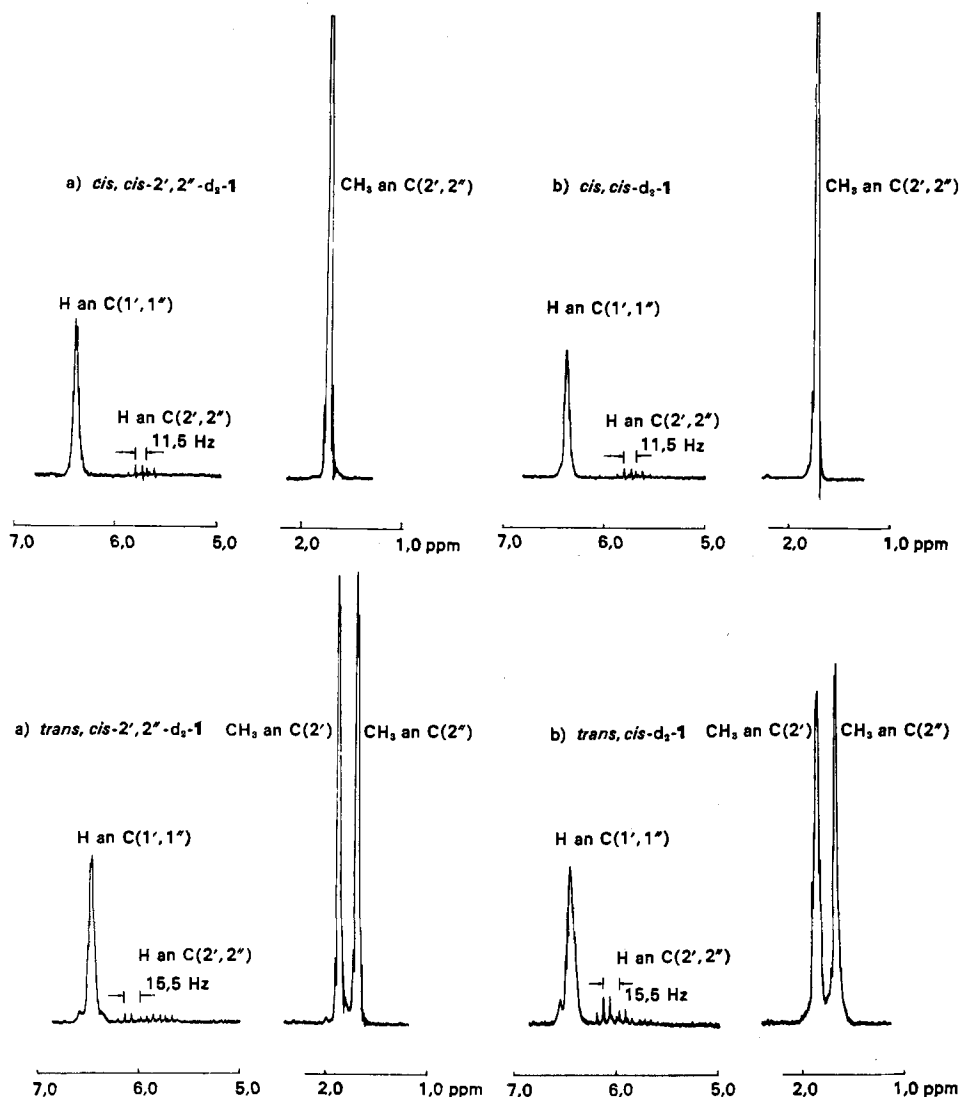 a) cis, cis-2′, 2″-d₂-1
CH₃ an C(2′, 2″)
H an C(1′, 1″)
H an C(2′, 2″)
11,5 Hz
7,0 6,0 5,0
2,0 1,0 ppm
b) cis, cis-d₂-1
CH₃ an C(2′, 2″)
H an C(1′, 1″)
H an C(2′, 2″)
11,5 Hz
7,0 6,0 5,0
2,0 1,0 ppm
a) trans, cis-2′, 2″-d₂-1
CH₃ an C(2′)
CH₃ an C(2″)
H an C(1′, 1″)
H an C(2′, 2″)
15,5 Hz
7,0 6,0 5,0
2,0 1,0 ppm
b) trans, cis-d₂-1
CH₃ an C(2′)
CH₃ an C(2″)
H an C(1′, 1″)
H an C(2′, 2″)
15,5 Hz
7,0 6,0 5,0
2,0 1,0 ppm